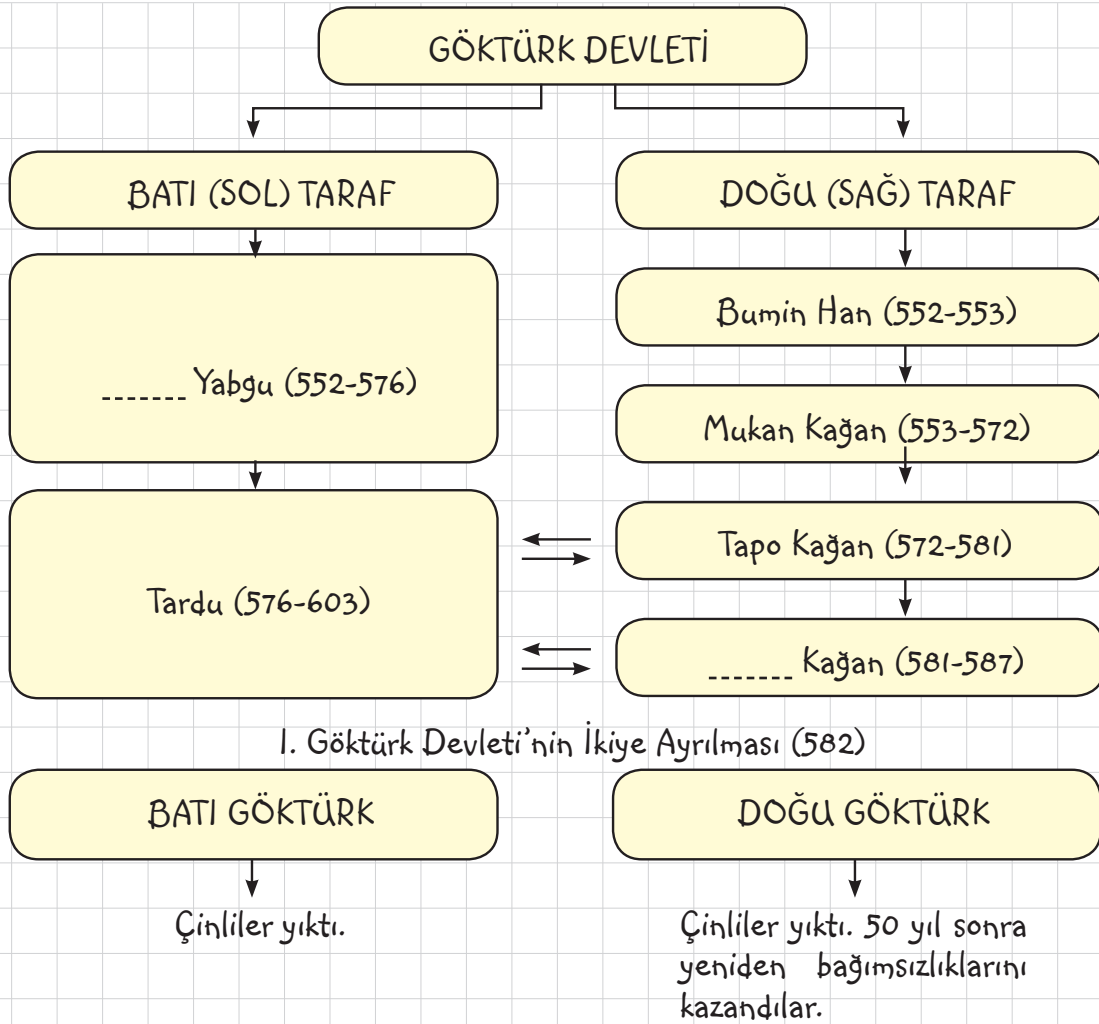 GÖKTÜRK DEVLETİ
BATI (SOL) TARAF
DOĞU (SAĞ) TARAF
------- Yabgu (552-576)
Bumin Han (552-553)
Mukan Kağan (553-572)
Tardu (576-603)
Tapo Kağan (572-581)
------- Kağan (581-587)
I. Göktürk Devleti'nin İkiye Ayrılması (582)
BATI GÖKTÜRK
DOĞU GÖKTÜRK
Çinliler yıktı.
Çinliler yıktı. 50 yıl sonra
yeniden bağımsızlıklarını
kazandılar.